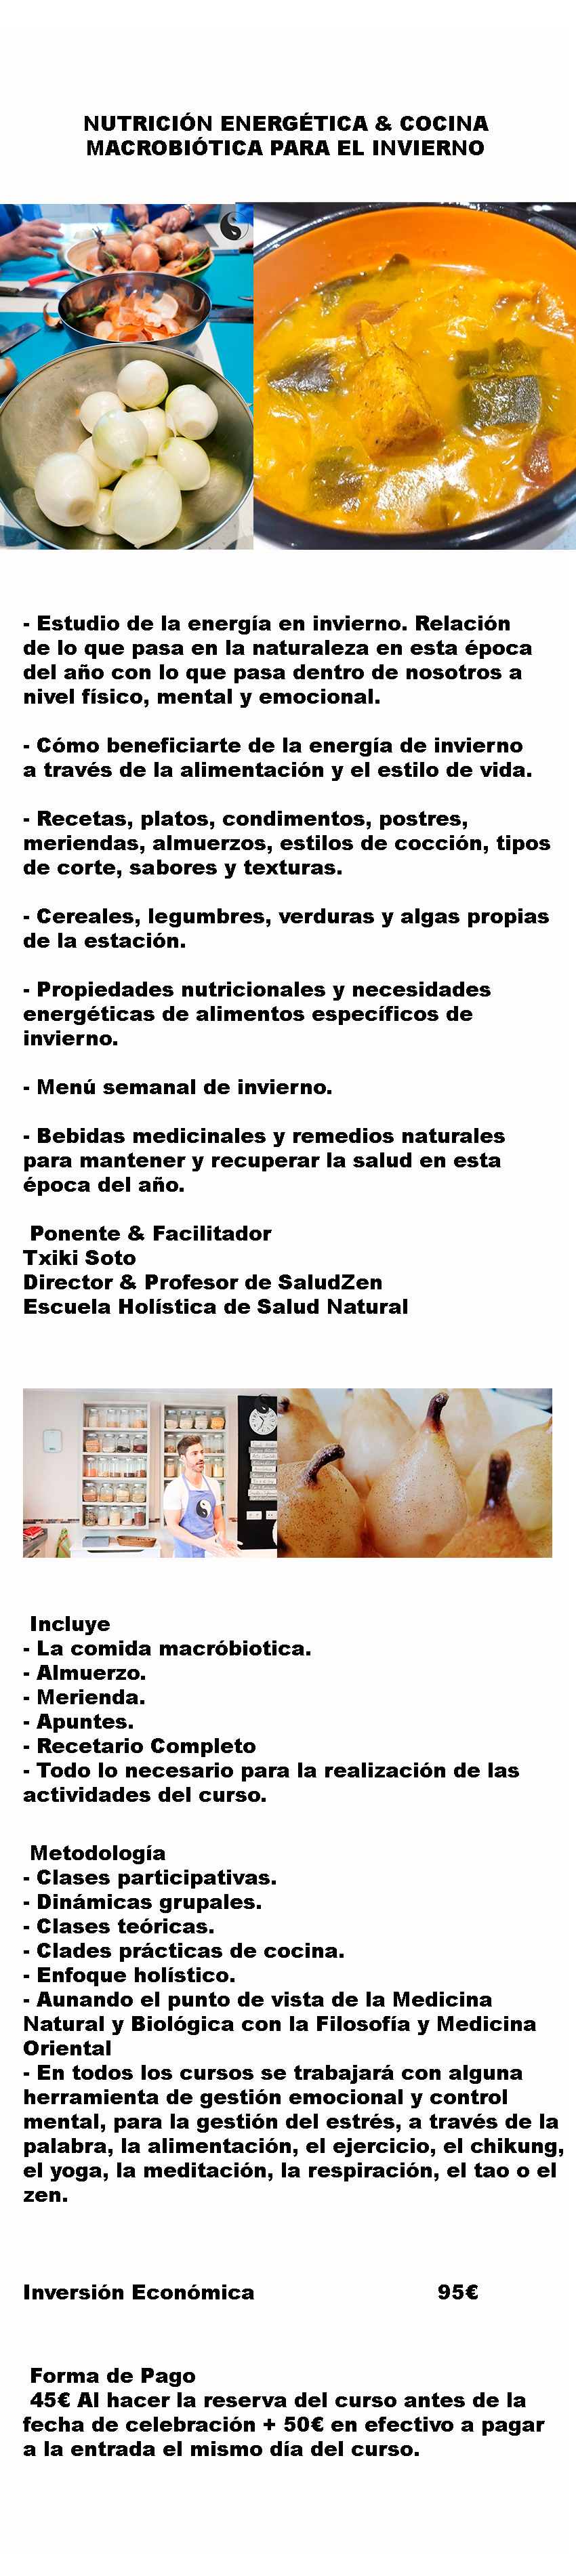 NUTRICIÓN ENERGÉTICA & COCINA
MACROBIÓTICA PARA EL INVIERNO
- Estudio de la energía en invierno. Relación
de lo que pasa en la naturaleza en esta época
del año con lo que pasa dentro de nosotros a
nivel físico, mental y emocional.
- Cómo beneficiarte de la energía de invierno
a través de la alimentación y el estilo de vida.
- Recetas, platos, condimentos, postres,
meriendas, almuerzos, estilos de cocción, tipos
de corte, sabores y texturas.
- Cereales, legumbres, verduras y algas propias
de la estación.
- Propiedades nutricionales y necesidades
energéticas de alimentos específicos de
invierno.
- Menú semanal de invierno.
- Bebidas medicinales y remedios naturales
para mantener y recuperar la salud en esta
época del año.
Ponente & Facilitador
Txiki Soto
Director & Profesor de SaludZen
Escuela Holística de Salud Natural
Incluye
- La comida macróbiotica.
- Almuerzo.
- Merienda.
- Apuntes.
- Recetario Completo
- Todo lo necesario para la realización de las
actividades del curso.
Metodología
- Clases participativas.
- Dinámicas grupales.
- Clases teóricas.
- Clades prácticas de cocina.
- Enfoque holístico.
- Aunando el punto de vista de la Medicina
Natural y Biológica con la Filosofía y Medicina
Oriental
- En todos los cursos se trabajará con alguna
herramienta de gestión emocional y control
mental, para la gestión del estrés, a través de la
palabra, la alimentación, el ejercicio, el chikung,
el yoga, la meditación, la respiración, el tao o el
zen.
Inversión Económica 95€
Forma de Pago
45€ Al hacer la reserva del curso antes de la
fecha de celebración + 50€ en efectivo a pagar
a la entrada el mismo día del curso.